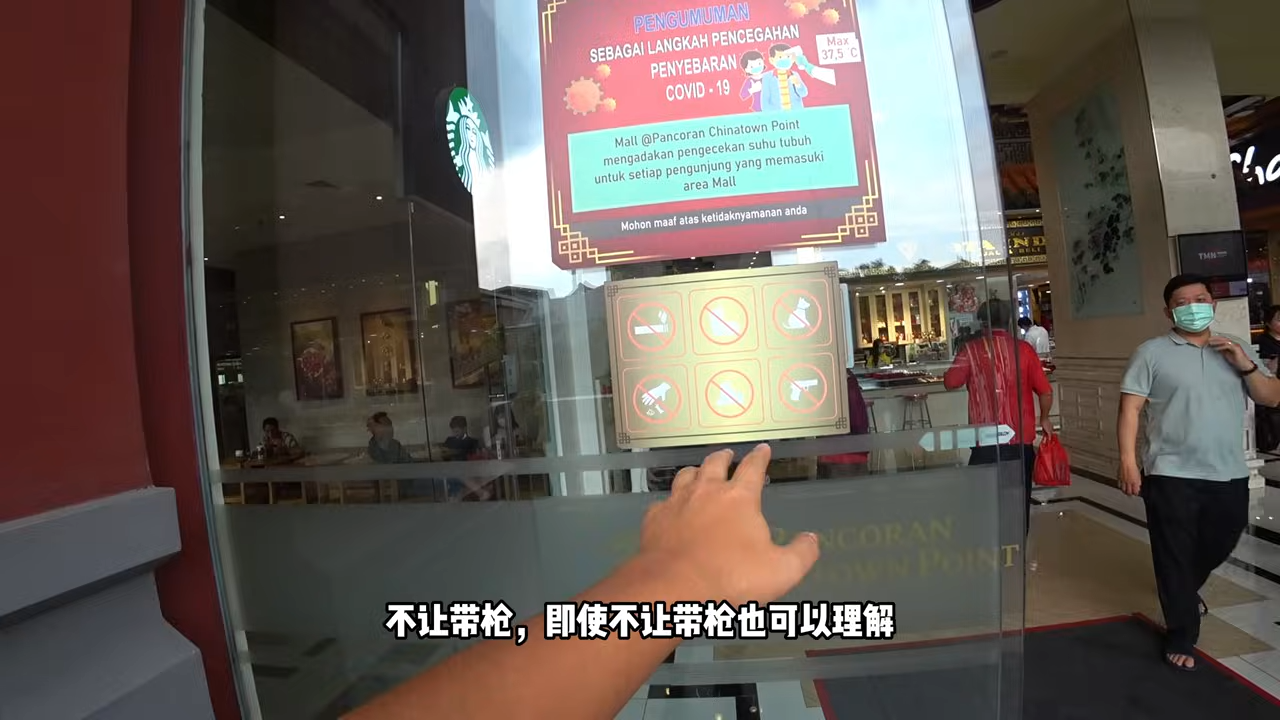 PENGUMUMAN
SEBAGAI LANGKAH PENCEGAHAN
PENYEBARAN
COVID - 19
Max
37,5 °C
Mall @Pancoran Chinatown Point
mengadakan pengecekan suhu tubuh
untuk setiap pengunjung yang memasuki
area Mall
Mohon maaf atas ketidaknyamanan anda
PANCORAN
TOWN POINT
不让带枪，即使不让带枪也可以理解